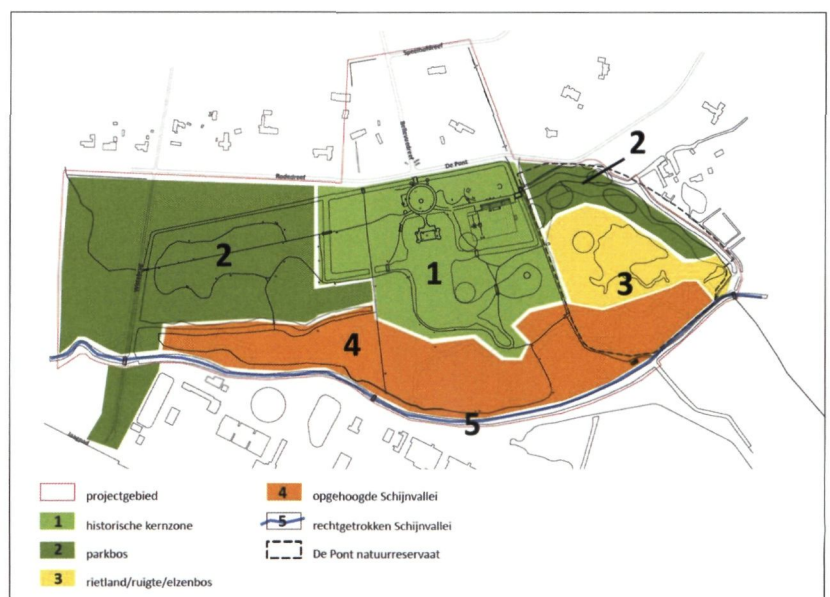 Rodedreef
De Pont
2
2
1
3
4
5
projectgebied
1 historische kernzone
2 parkbos
3 rietland/ruigte/elzenbos
4 opgehoogde Schijnvallei
5 rechtgetrokken Schijnvallei
De Pont natuurreservaat